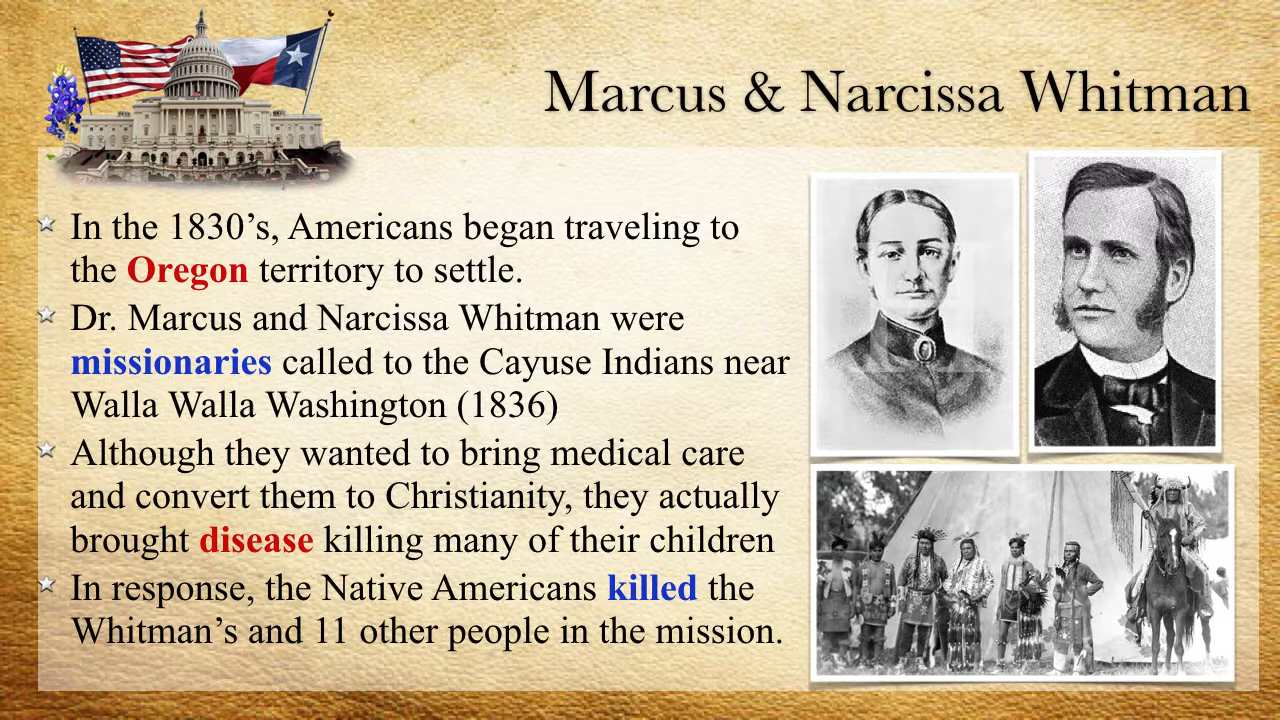 Marcus & Narcissa Whitman
In the 1830’s, Americans began traveling to
the Oregon territory to settle.
Dr. Marcus and Narcissa Whitman were
missionaries called to the Cayuse Indians near
Walla Walla Washington (1836)
Although they wanted to bring medical care
and convert them to Christianity, they actually
brought disease killing many of their children
In response, the Native Americans killed the
Whitman’s and 11 other people in the mission.